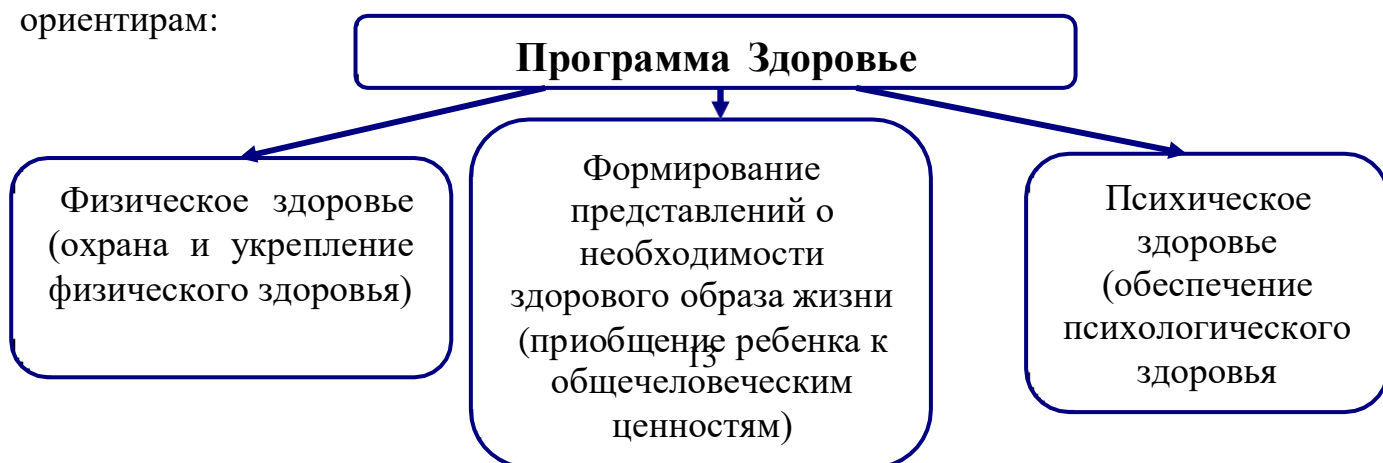 ориентирам:
Программа Здоровье
Физическое здоровье
(охрана и укрепление
физического здоровья)
Формирование
представлений о
необходимости
здорового образа жизни
(приобщение ребенка к
13
общечеловеческим
ценностям)
Психическое
здоровье
(обеспечение
психологического
здоровья